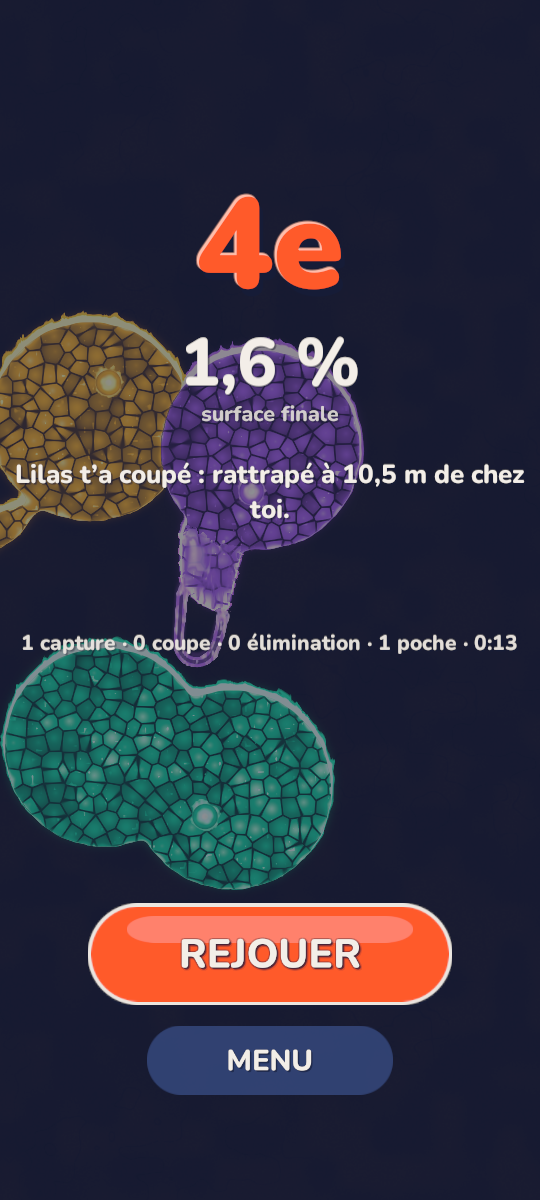 4e
1,6 %
surface finale
Lilas t’a coupé : rattrapé à 10,5 m de chez
toi.
1 capture · 0 coupe · 0 élimination · 1 poche · 0:13
REJOUER
MENU